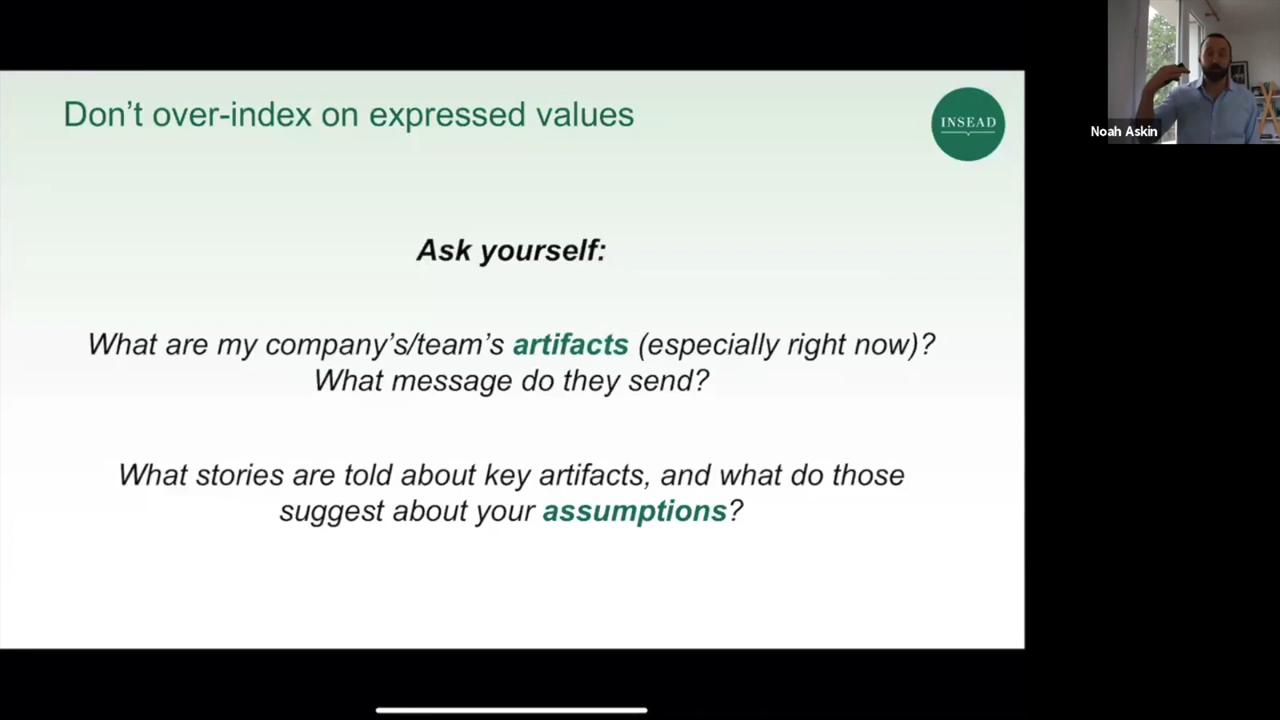 Don't over-index on expressed values
INSEAD
Noah Askin
Ask yourself:
What are my company's/team's artifacts (especially right now)?
What message do they send?
What stories are told about key artifacts, and what do those
suggest about your assumptions?